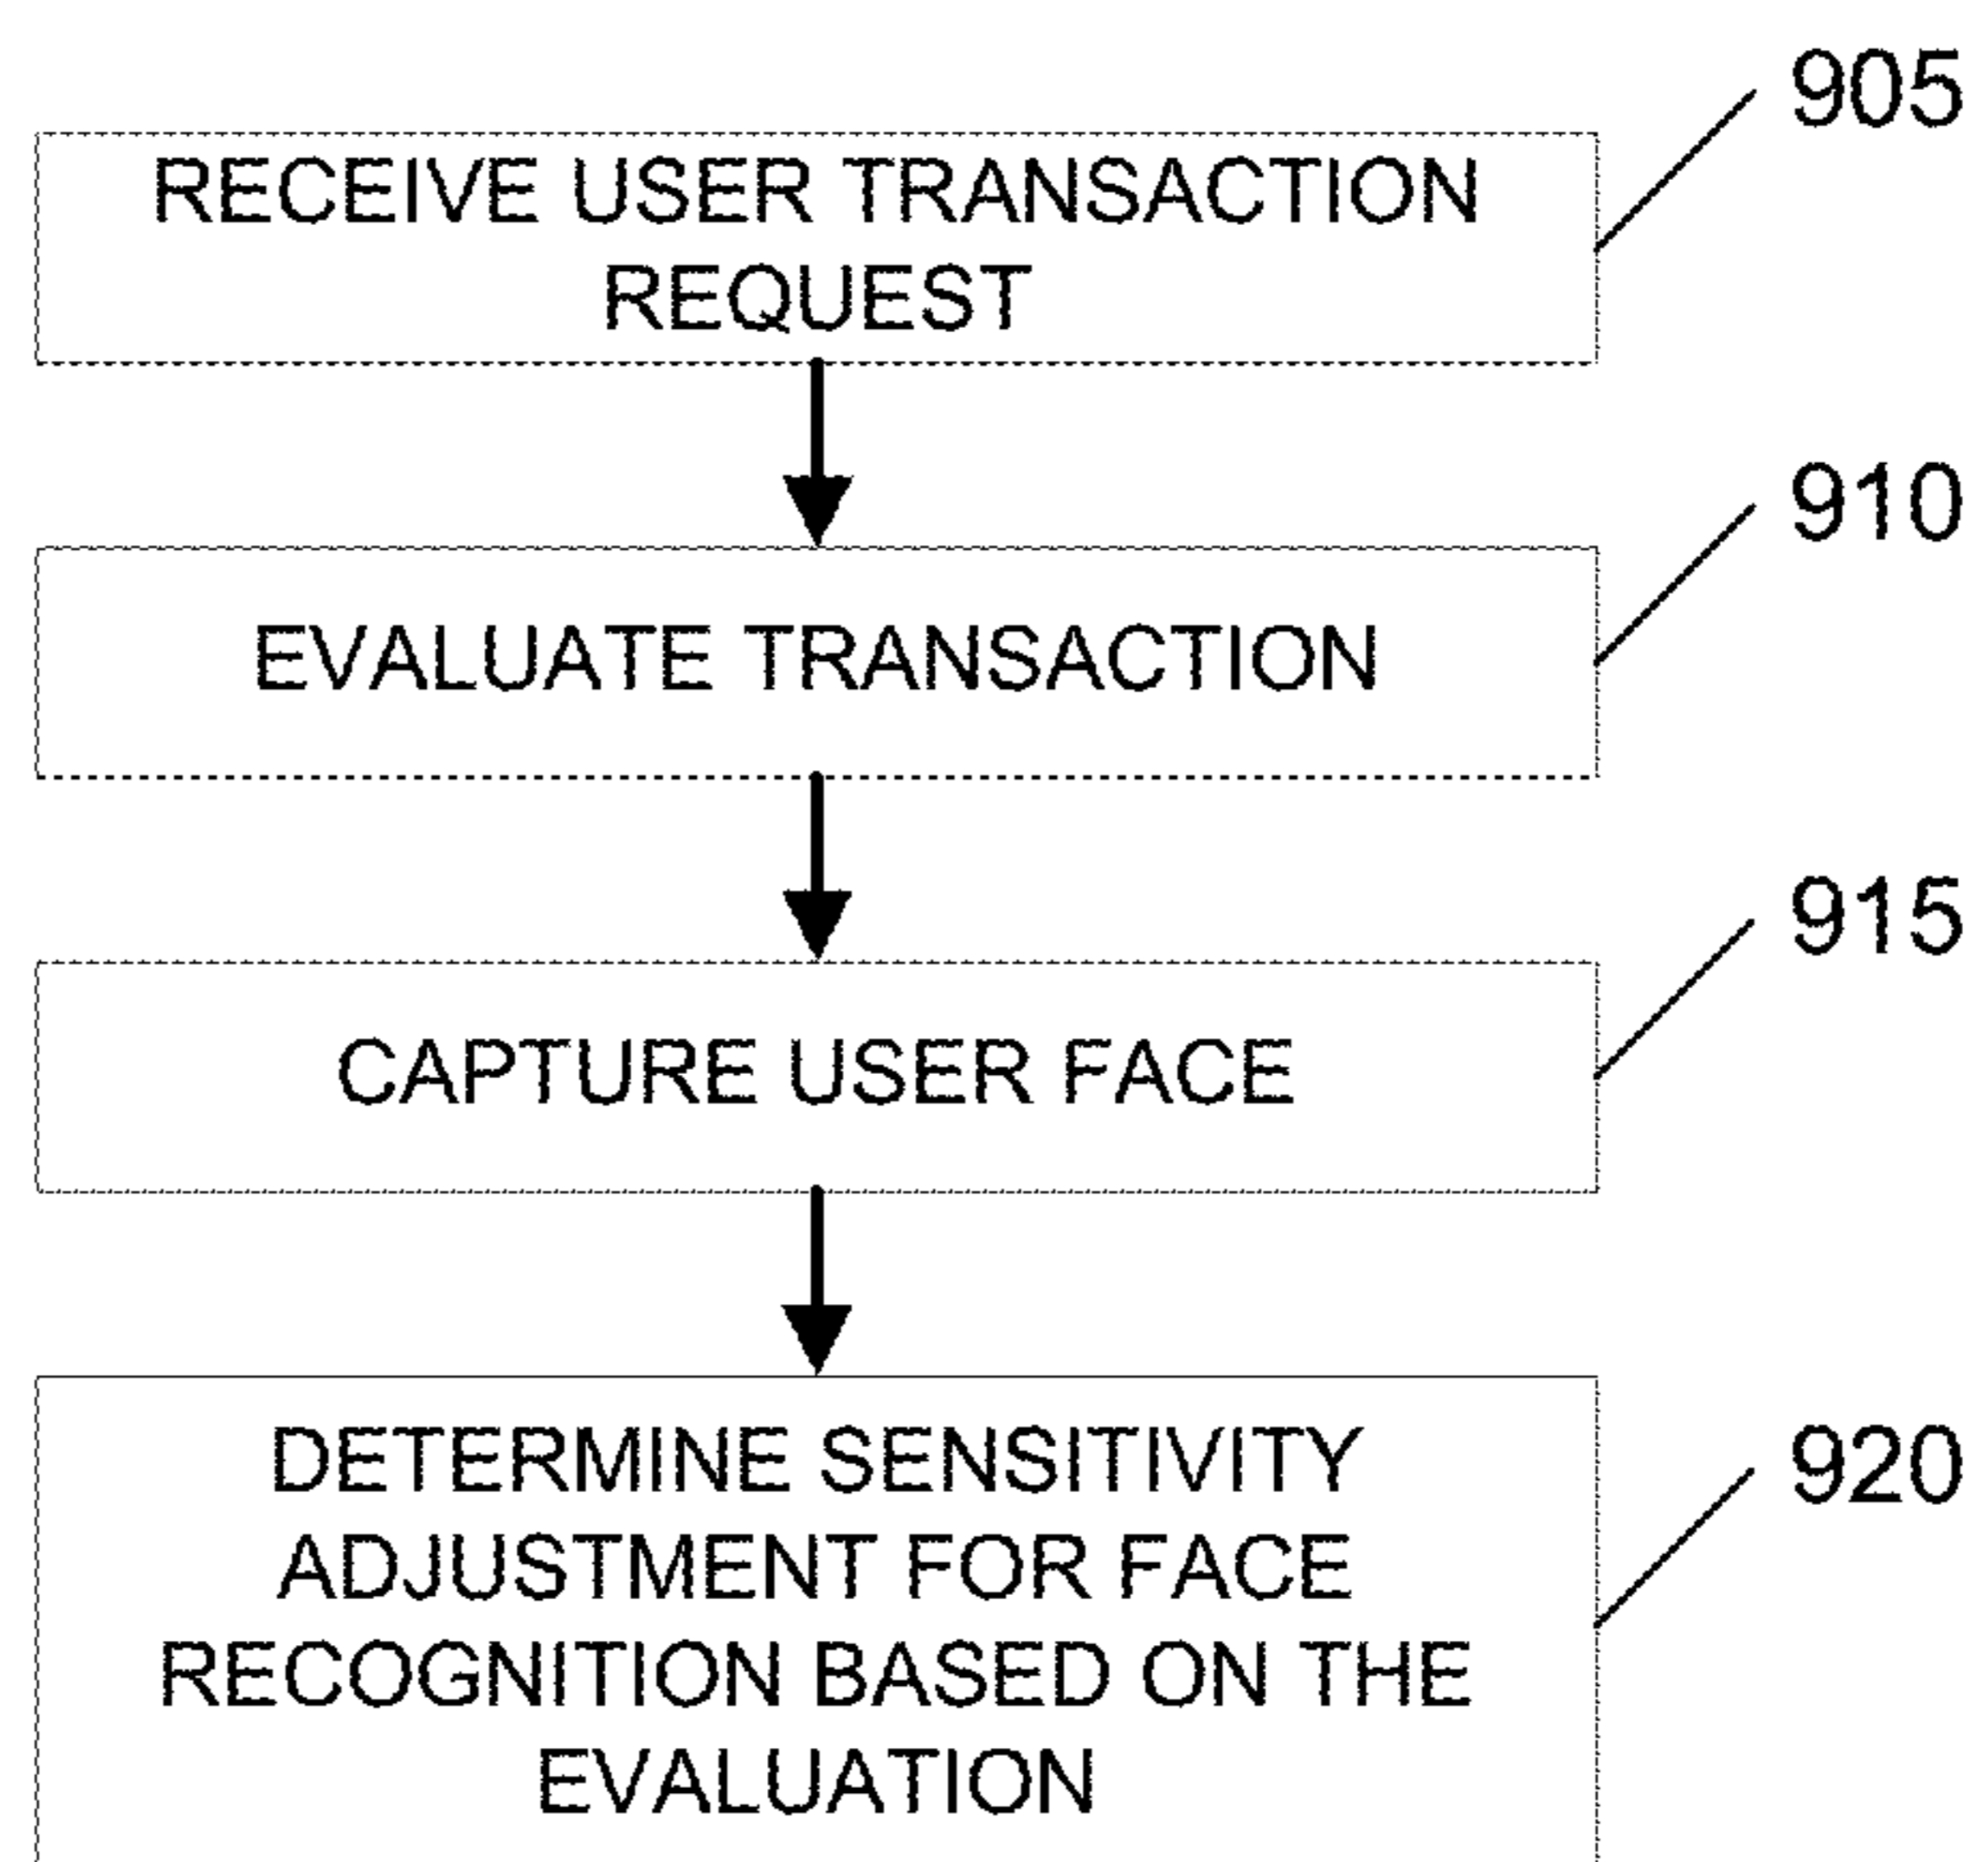 905
RECEIVE USER TRANSACTION
REQUEST
910
EVALUATE TRANSACTION
915
CAPTURE USER FACE
920
DETERMINE SENSITIVITY
ADJUSTMENT FOR FACE
RECOGNITION BASED ON THE
EVALUATION